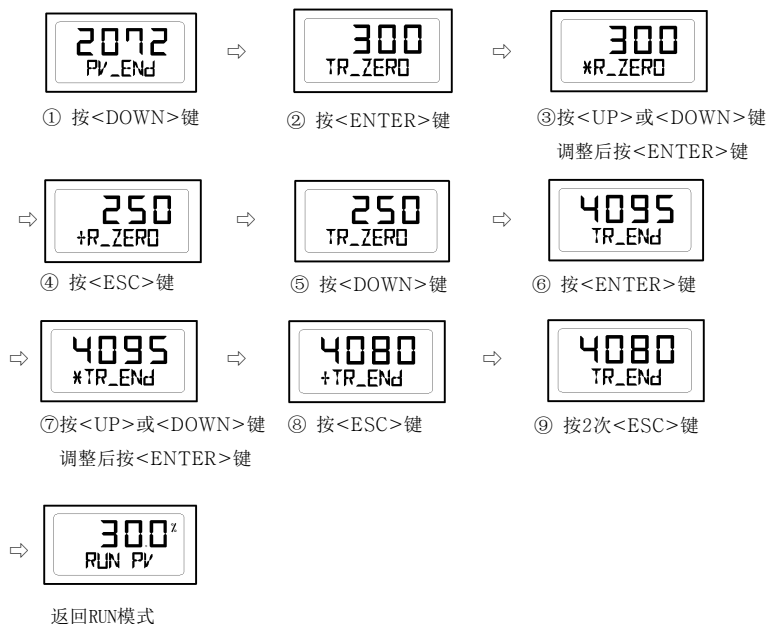 2072
PV_ENd
⇨
300
TR_ZERO
⇨
300
*R_ZERO
① 按<DOWN>键
② 按<ENTER>键
③按<UP>或<DOWN>键
调整后按<ENTER>键
⇨
250
+R_ZERO
⇨
250
TR_ZERO
⇨
4095
TR_ENd
④ 按<ESC>键
⑤ 按<DOWN>键
⑥ 按<ENTER>键
⇨
4095
*TR_ENd
⇨
4080
+TR_ENd
⇨
4080
TR_ENd
⑦按<UP>或<DOWN>键
调整后按<ENTER>键
⑧ 按<ESC>键
⑨ 按2次<ESC>键
⇨
30.0%
RUN PV
返回RUN模式